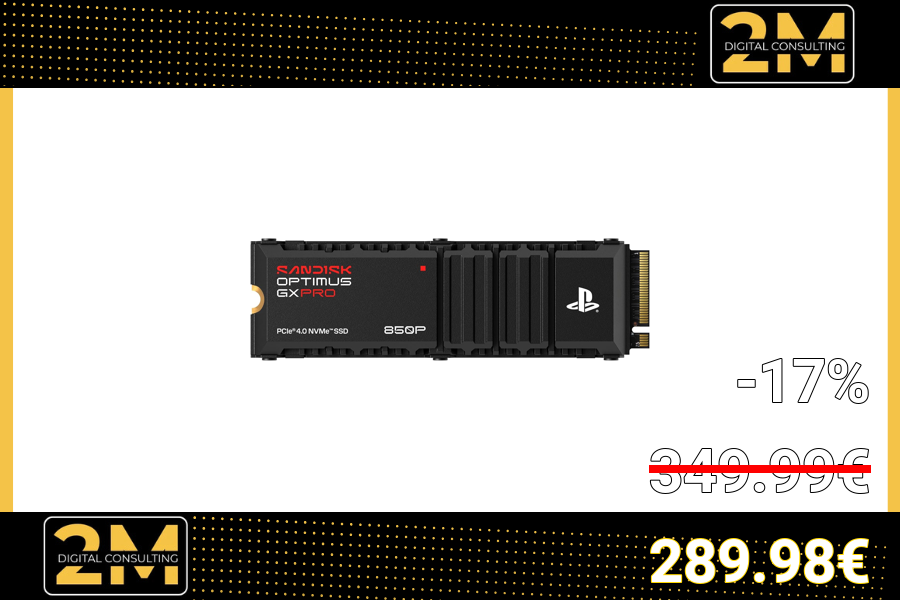 2M
DIGITAL CONSULTING
SANDISK
OPTIMUS
GXPRO
PCIe® 4.0 NVMe™ SSD
850P
-17%
349.99€
2M
DIGITAL CONSULTING
289.98€